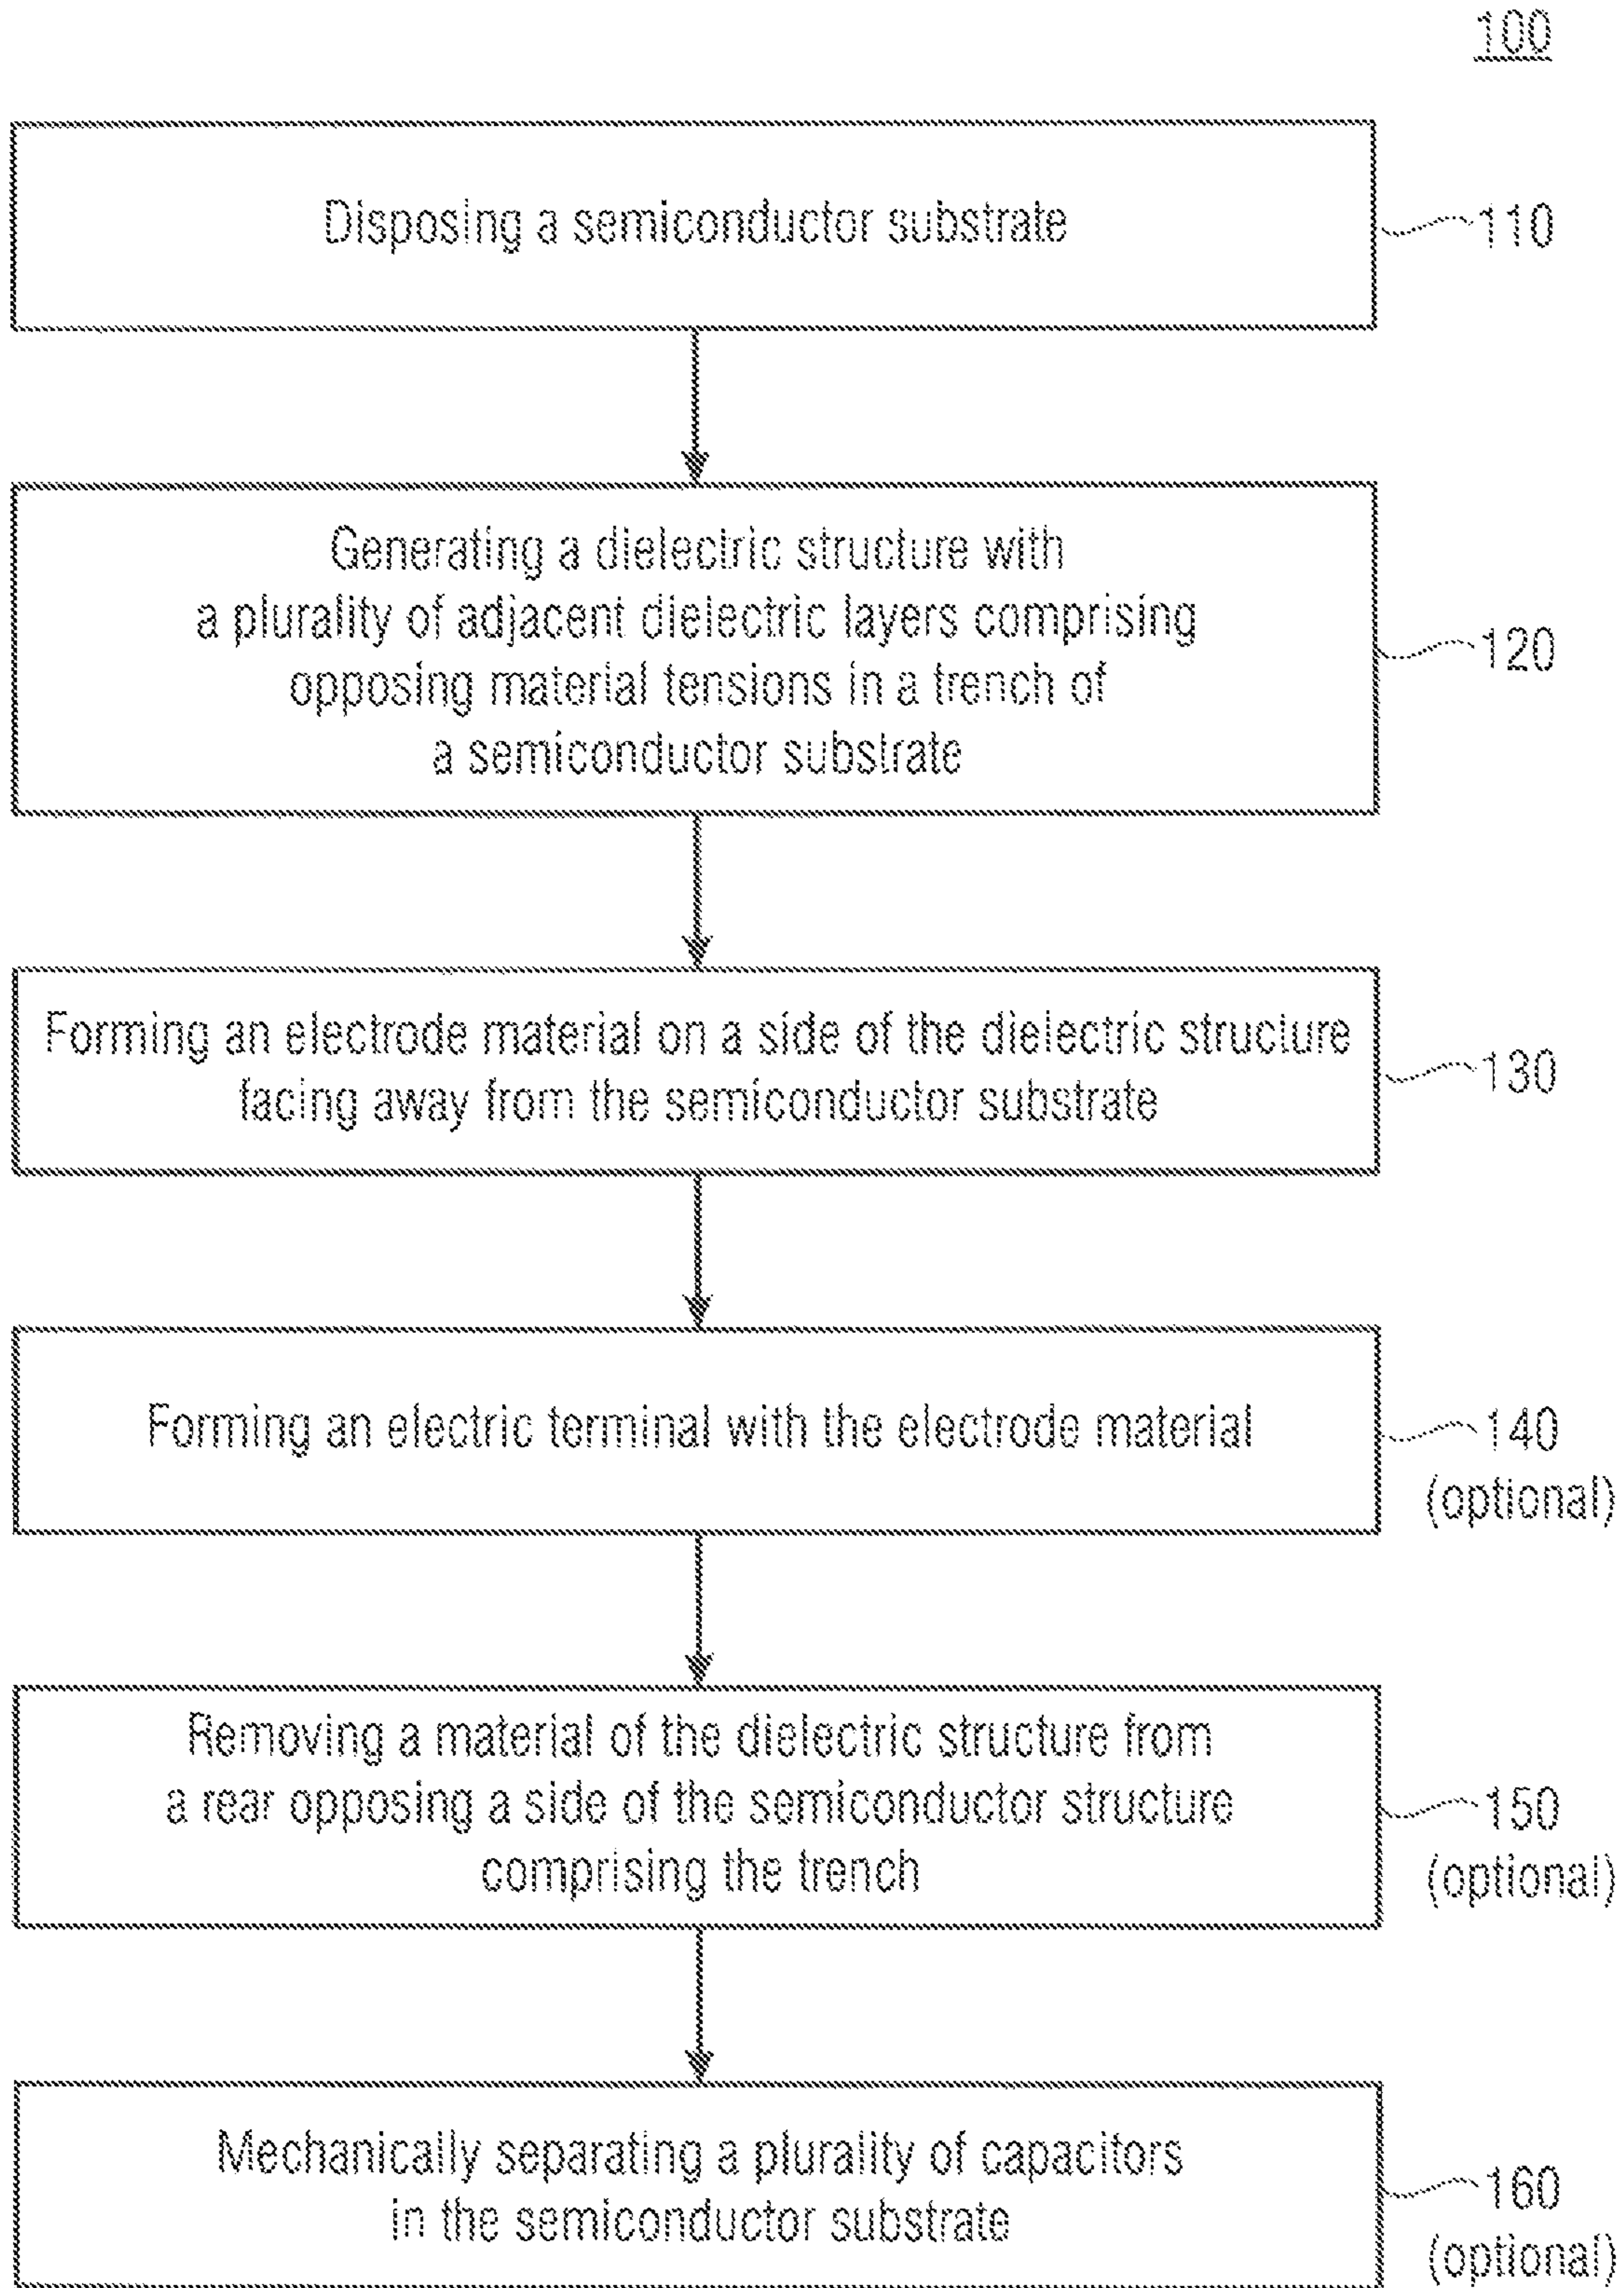 100
Disposing a semiconductor substrate
110
Generating a dielectric structure with
a plurality of adjacent dielectric layers comprising
opposing material tensions in a trench of
a semiconductor substrate
120
Forming an electrode material on a side of the dielectric structure
facing away from the semiconductor substrate
130
Forming an electric terminal with the electrode material
140
(optional)
Removing a material of the dielectric structure from
a rear opposing a side of the semiconductor structure
comprising the trench
150
(optional)
Mechanically separating a plurality of capacitors
in the semiconductor substrate
160
(optional)